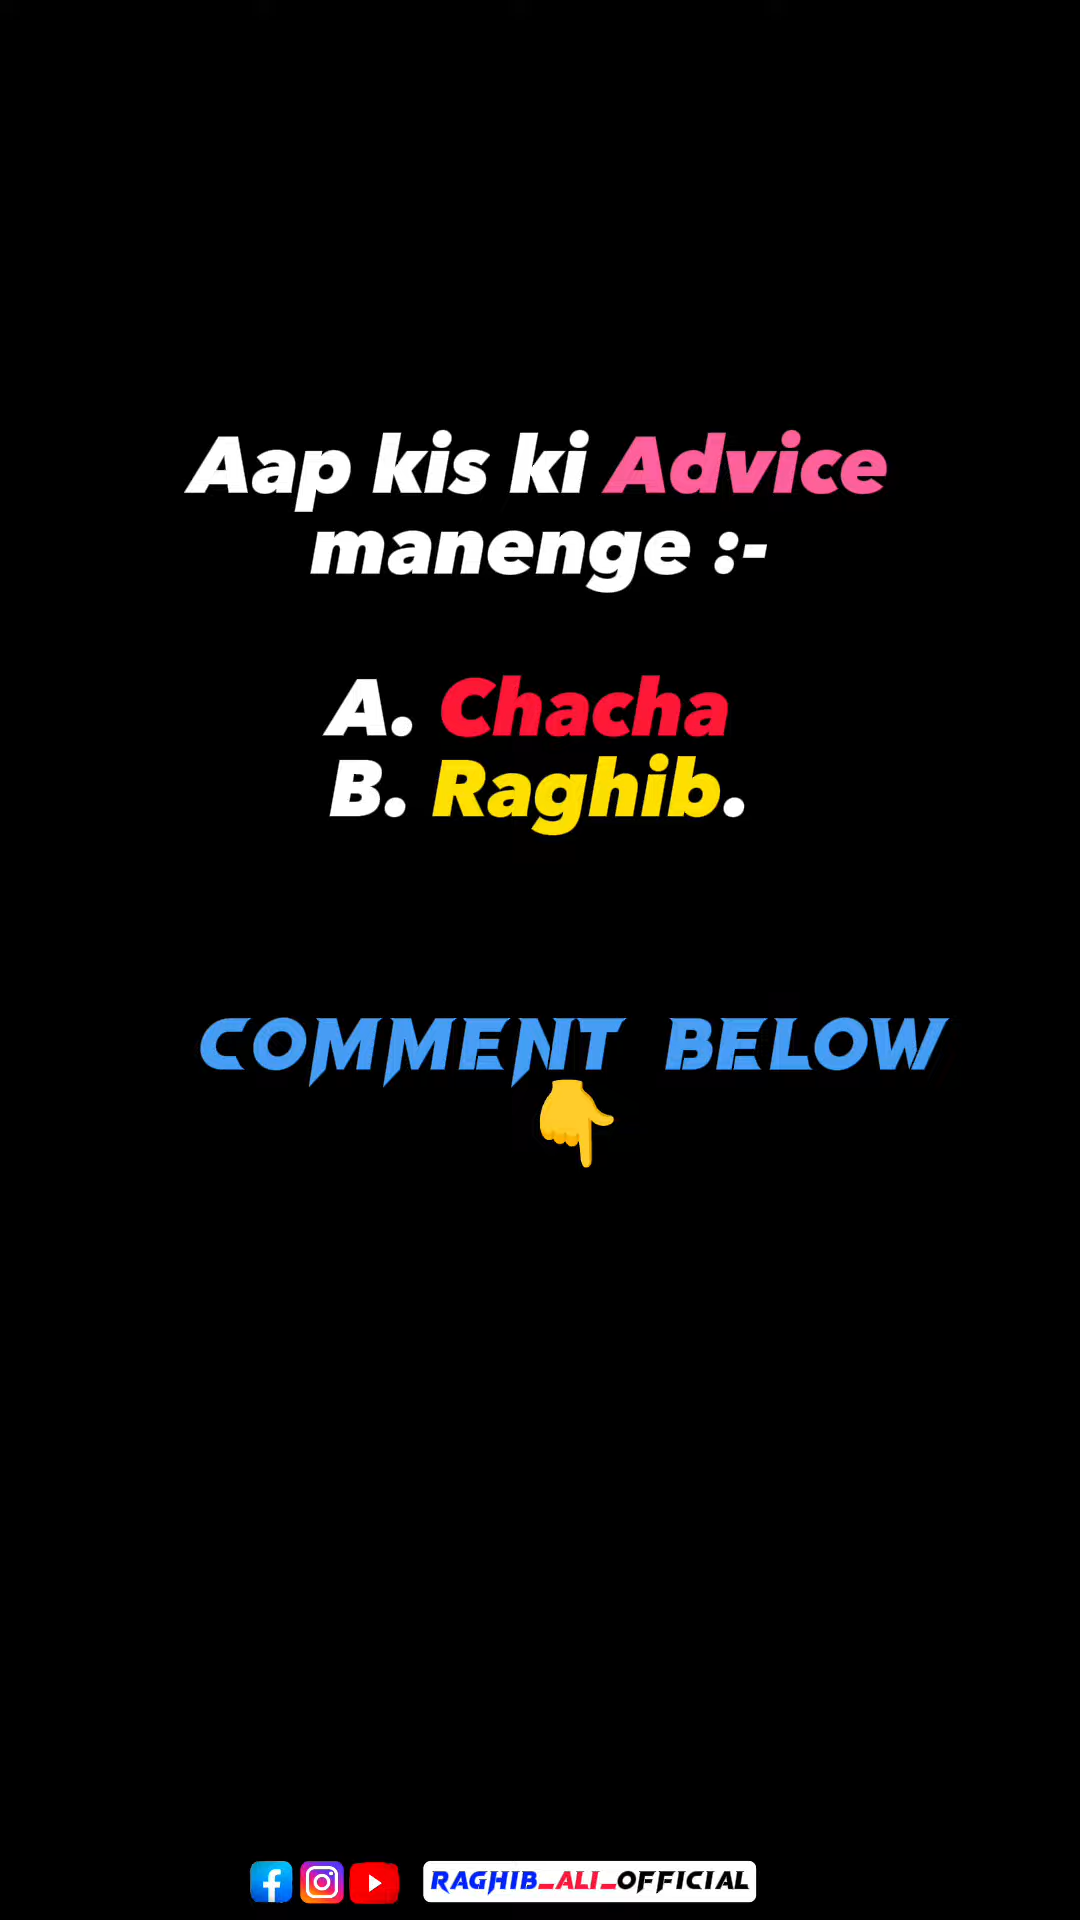 Aap kis ki Advice
manenge :-
A. Chacha
B. Raghib.
COMMENT BELOW
RAGHIB_ALI_OFFICIAL